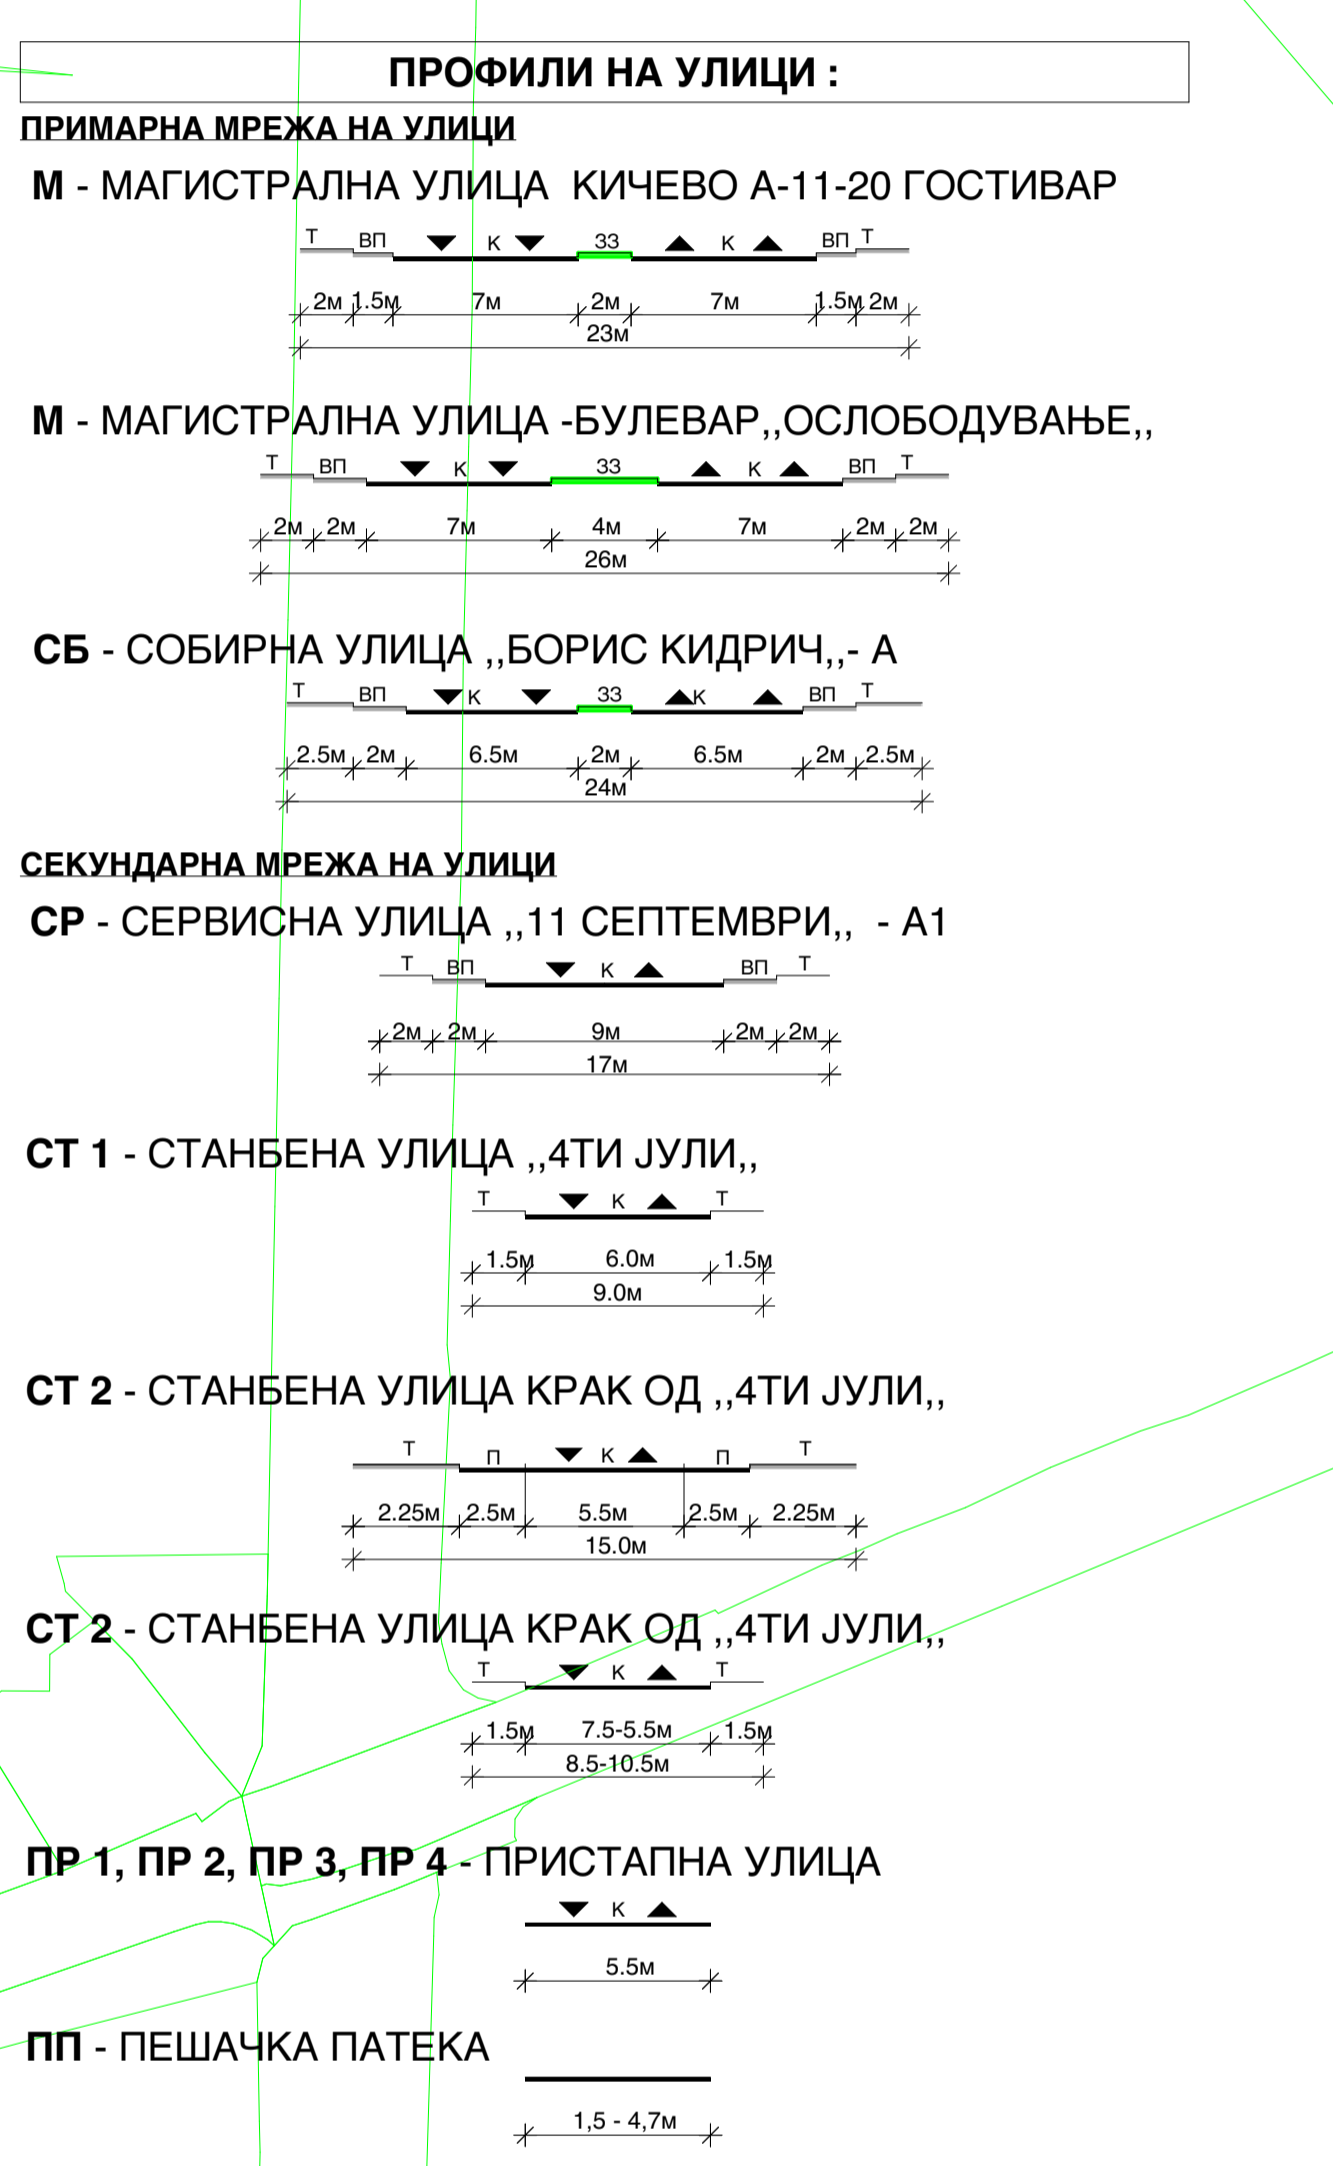 ПРОФИЛИ НА УЛИЦИ :
ПРИМАРНА МРЕЖА НА УЛИЦИ
М - МАГИСТРАЛНА УЛИЦА КИЧЕВО А-11-20 ГОСТИВАР
Т ВП К ЗЗ К ВП Т
2м 1.5м 7м 2м 7м 1.5м 2м
23м
М - МАГИСТРАЛНА УЛИЦА -БУЛЕВАР,,ОСЛОБОДУВАЊЕ,,
Т ВП К ЗЗ К ВП Т
2м 2м 7м 4м 7м 2м 2м
26м
СБ - СОБИРНА УЛИЦА ,,БОРИС КИДРИЧ,,- А
Т ВП К ЗЗ К ВП Т
2.5м 2м 6.5м 2м 6.5м 2м 2.5м
24м
СЕКУНДАРНА МРЕЖА НА УЛИЦИ
СР - СЕРВИСНА УЛИЦА ,,11 СЕПТЕМВРИ,, - А1
Т ВП К ВП Т
2м 2м 9м 2м 2м
17м
СТ 1 - СТАНБЕНА УЛИЦА ,,4ТИ ЈУЛИ,,
Т К Т
1.5м 6.0м 1.5м
9.0м
СТ 2 - СТАНБЕНА УЛИЦА КРАК ОД ,,4ТИ ЈУЛИ,,
Т П К П Т
2.25м 2.5м 5.5м 2.5м 2.25м
15.0м
СТ 2 - СТАНБЕНА УЛИЦА КРАК ОД ,,4ТИ ЈУЛИ,,
Т К Т
1.5м 7.5-5.5м 1.5м
8.5-10.5м
ПР 1, ПР 2, ПР 3, ПР 4 - ПРИСТАПНА УЛИЦА
К
5.5м
ПП - ПЕШАЧКА ПАТЕКА
1,5 - 4,7м